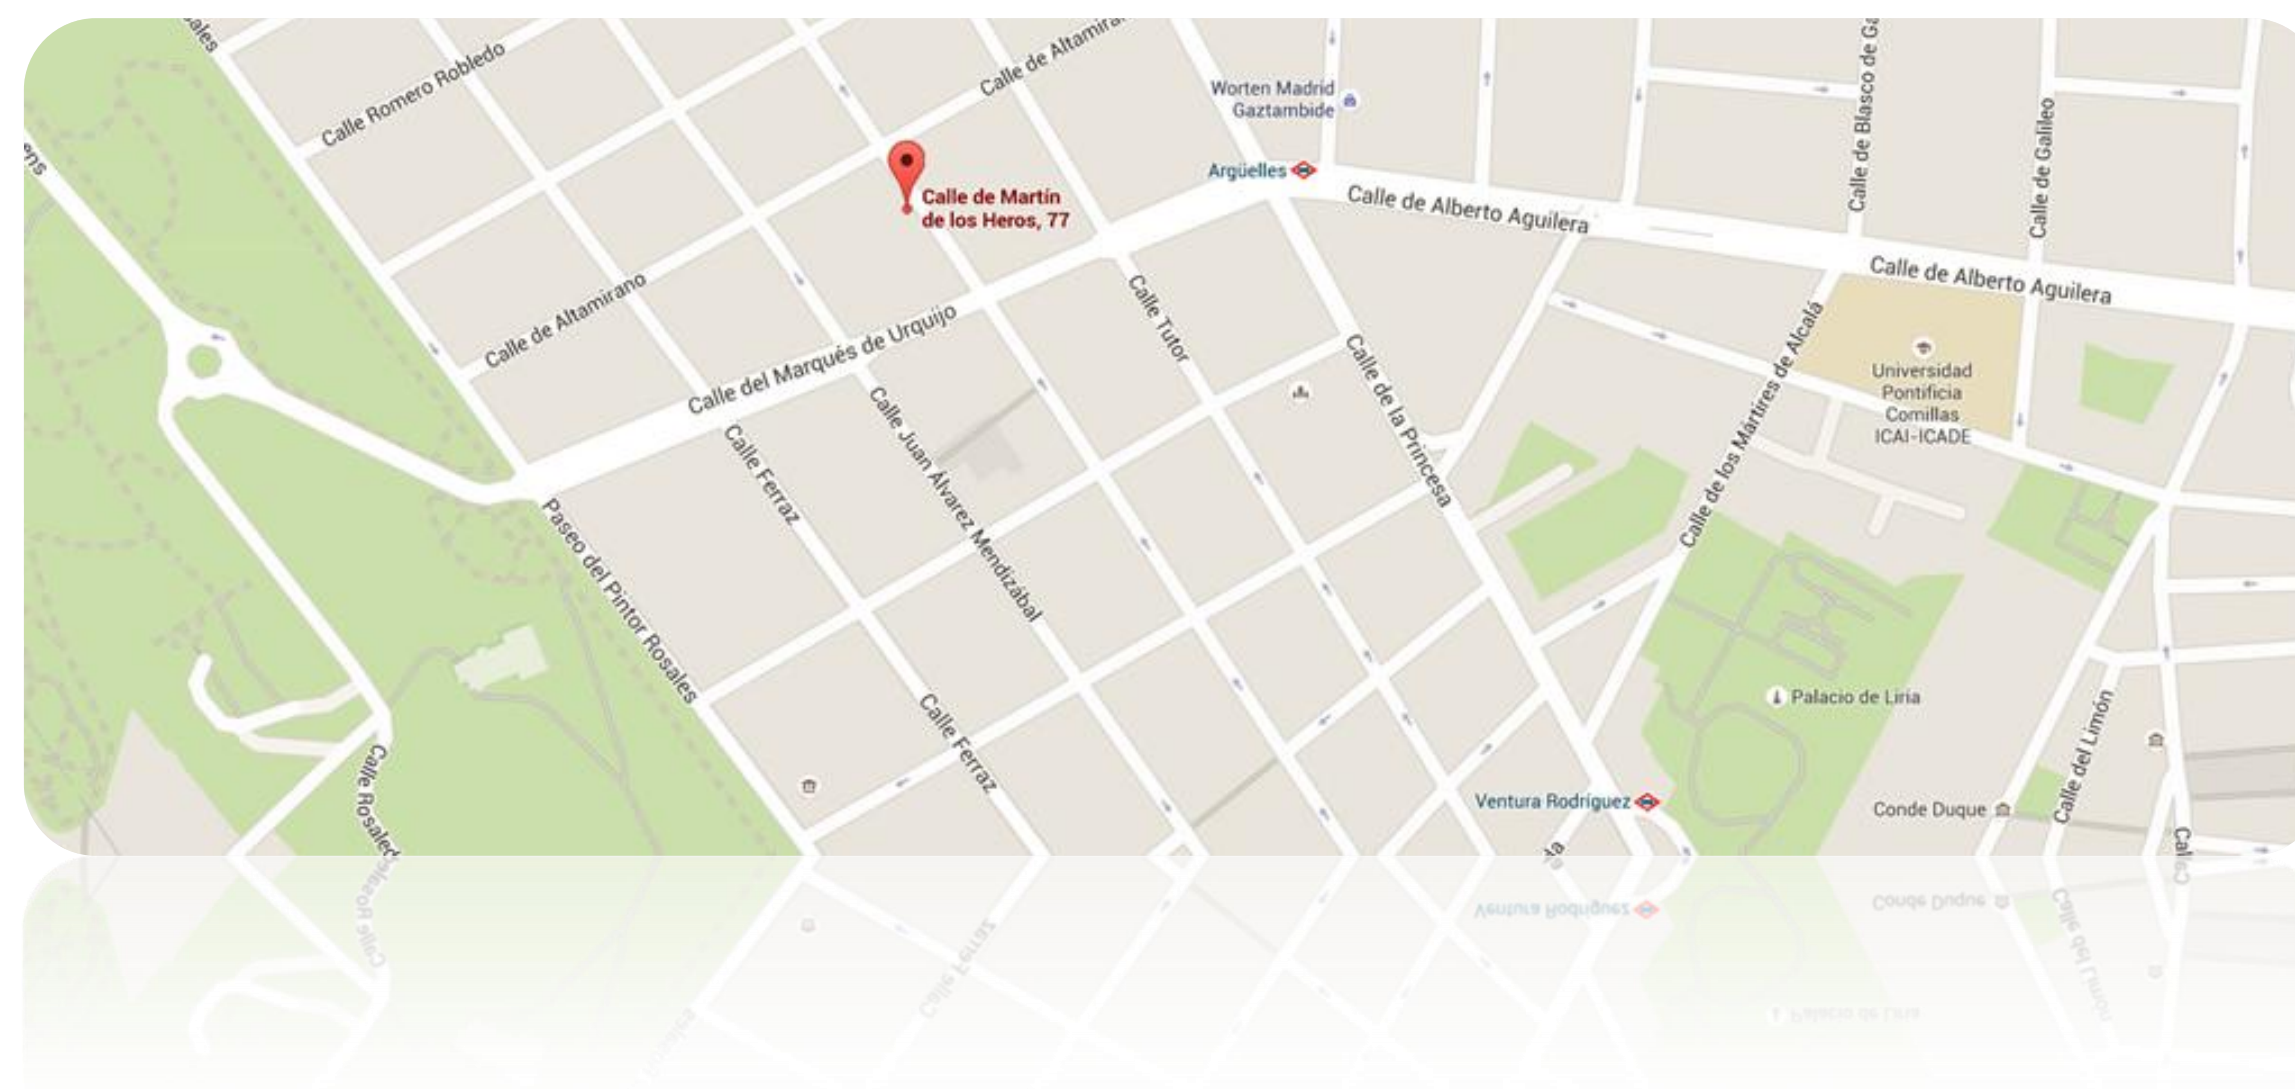 Calle Romero Robledo
Calle de Altamira
Worten Madrid
Gaztambide
Calle de Blasco de Ga
Calle de Galileo
Argüelles
Calle de Martín
de los Heros, 77
Calle de Alberto Aguilera
Calle de Alberto Aguilera
Calle de Altamirano
Calle del Marqués de Urquijo
Calle Tutor
Calle de la Princesa
Calle de los Mártires de Alcalá
Universidad
Pontificia
Comillas
ICAI-ICADE
Calle Ferraz
Calle Juan Álvarez Mendizábal
Paseo del Pintor Rosales
Calle Ferraz
Palacio de Liria
Calle Rosaled
Ventura Rodríguez
Conde Duque
Calle del Limón
Calle